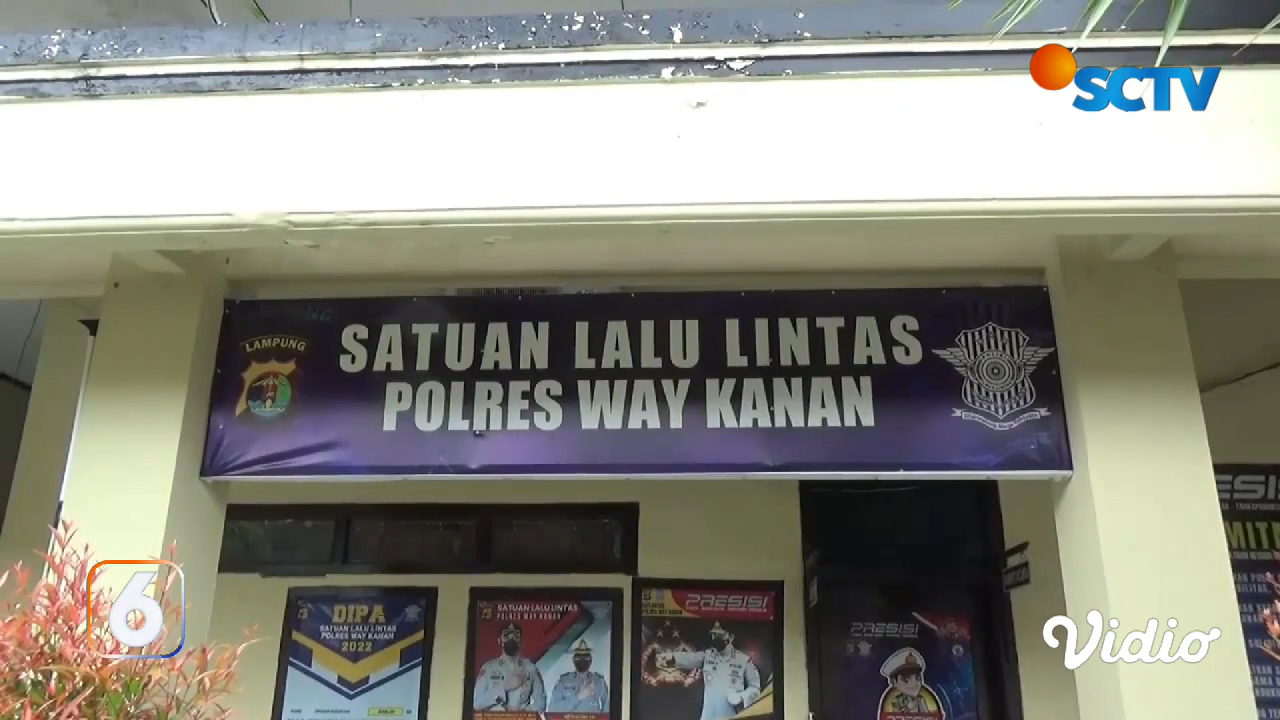 SCTV
LAMPUNG
SATUAN LALU LINTAS
POLRES WAY KANAN
6
DIPA
SATUAN LALU LINTAS
POLRES WAY KANAN
2022
SATUAN LALU LINTAS
POLRES WAY KANAN
PRESISI
PRESISI
PRESISI
Vidio